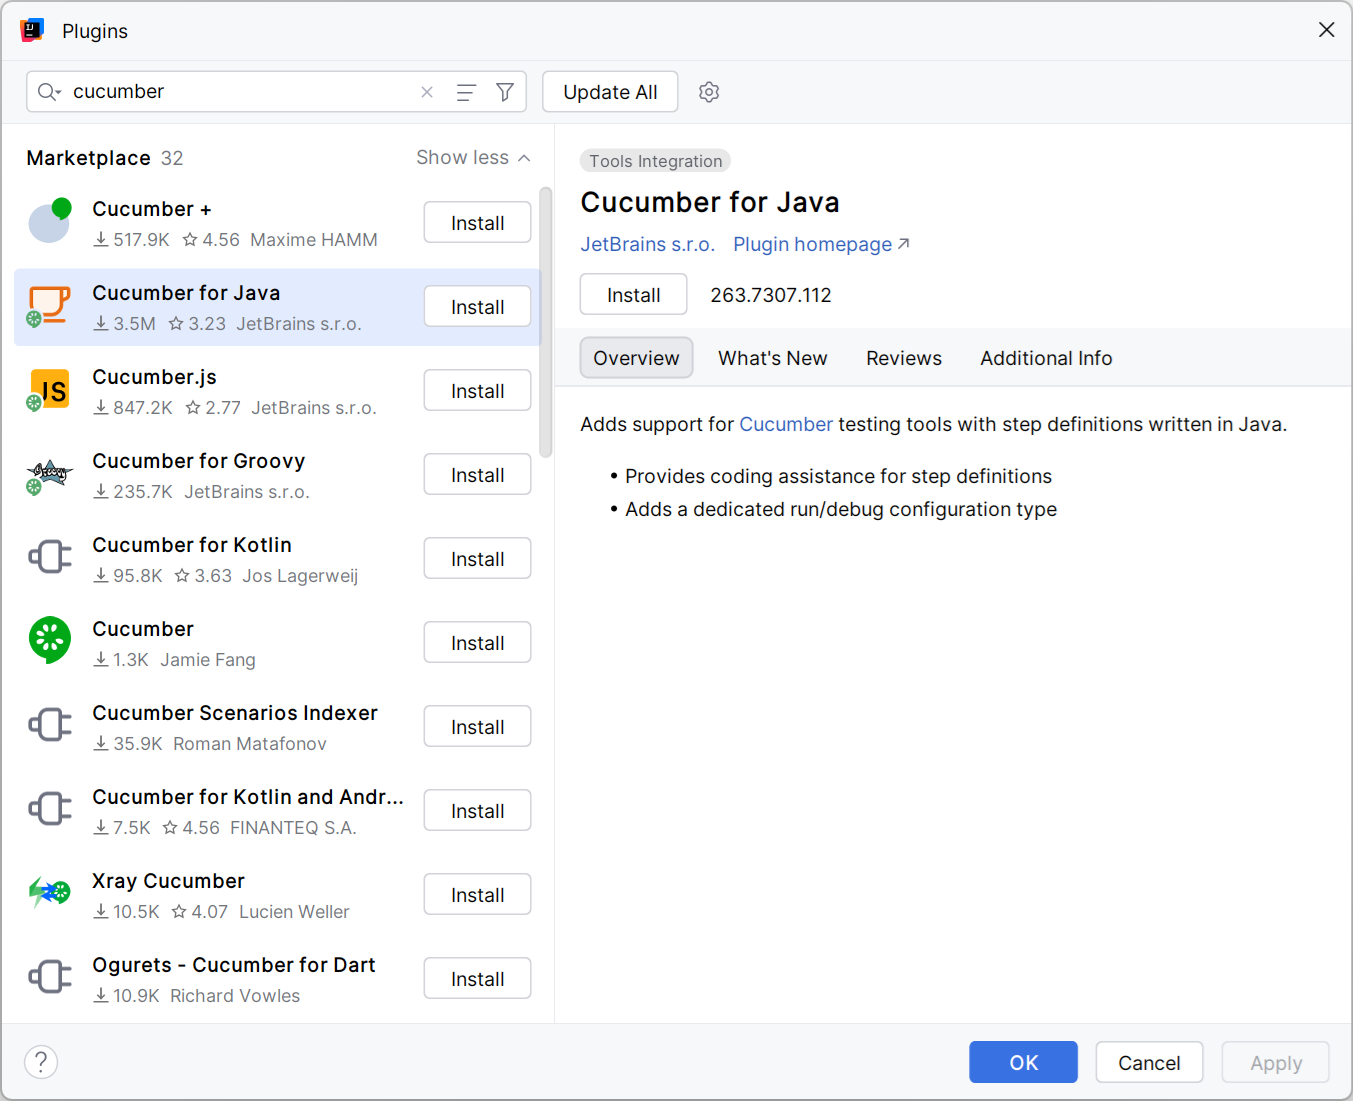 Plugins
cucumber
Update All
Marketplace 32
Show less
Cucumber +
517.9K 4.56 Maxime HAMM
Install
Cucumber for Java
3.5M 3.23 JetBrains s.r.o.
Install
Cucumber.js
847.2K 2.77 JetBrains s.r.o.
Install
Cucumber for Groovy
235.7K JetBrains s.r.o.
Install
Cucumber for Kotlin
95.8K 3.63 Jos Lagerweij
Install
Cucumber
1.3K Jamie Fang
Install
Cucumber Scenarios Indexer
35.9K Roman Matafonov
Install
Cucumber for Kotlin and Andr...
7.5K 4.56 FINANTEQ S.A.
Install
Xray Cucumber
10.5K 4.07 Lucien Weller
Install
Ogurets - Cucumber for Dart
10.9K Richard Vowles
Install
Tools Integration
Cucumber for Java
JetBrains s.r.o. Plugin homepage ↗
Install 263.7307.112
Overview What's New Reviews Additional Info
Adds support for Cucumber testing tools with step definitions written in Java.
• Provides coding assistance for step definitions
• Adds a dedicated run/debug configuration type
?
OK Cancel Apply
IJ
JS
Groovy